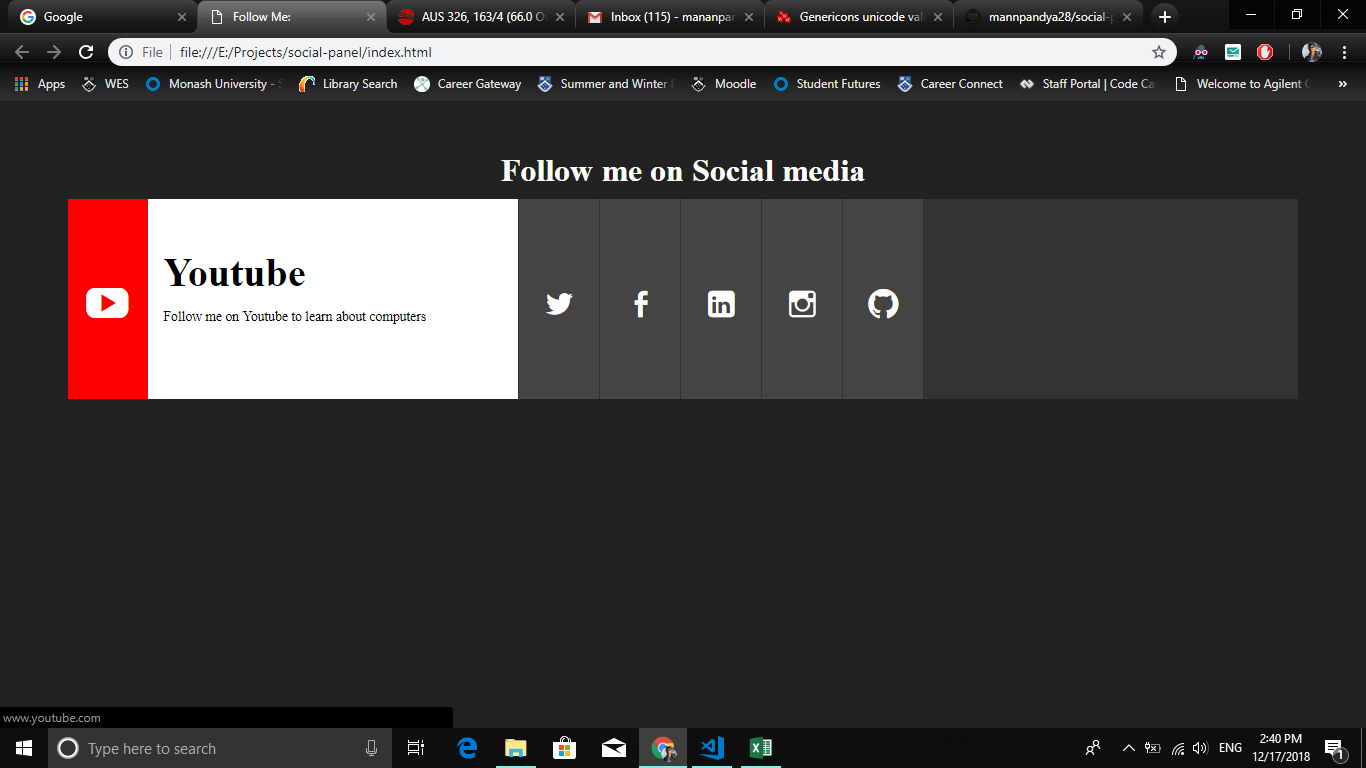 Google
Follow Me:
AUS 326, 163/4 (66.0 O
Inbox (115) - mananpan
Genericons unicode val
mannpandya28/social-p
File
file:///E:/Projects/social-panel/index.html
Apps
WES
Monash University - S
Library Search
Career Gateway
Summer and Winter
Moodle
Student Futures
Career Connect
Staff Portal | Code Ca
Welcome to Agilent
»
Follow me on Social media
Youtube
Follow me on Youtube to learn about computers
in
www.youtube.com
Type here to search
ENG
2:40 PM
12/17/2018
1